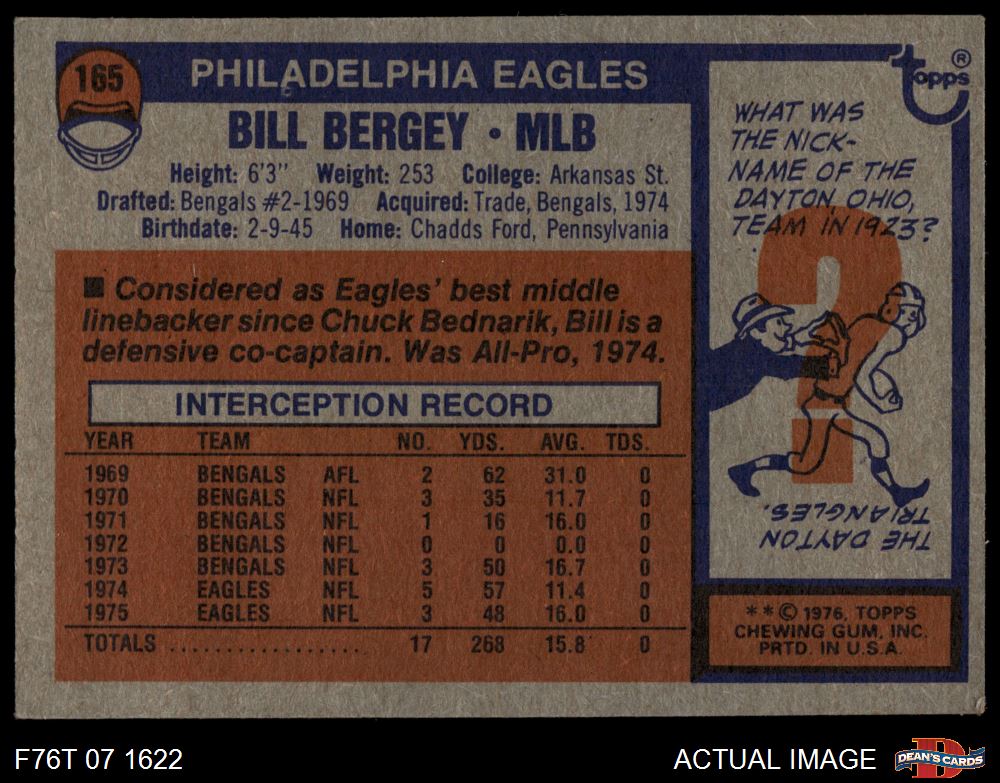 165
PHILADELPHIA EAGLES
BILL BERGEY • MLB
Height: 6'3" Weight: 253 College: Arkansas St.
Drafted: Bengals #2-1969 Acquired: Trade, Bengals, 1974
Birthdate: 2-9-45 Home: Chadds Ford, Pennsylvania
■ Considered as Eagles' best middle
linebacker since Chuck Bednarik, Bill is a
defensive co-captain. Was All-Pro, 1974.
INTERCEPTION RECORD
YEAR TEAM NO. YDS. AVG. TDS.
1969 BENGALS AFL 2 62 31.0 0
1970 BENGALS NFL 3 35 11.7 0
1971 BENGALS NFL 1 16 16.0 0
1972 BENGALS NFL 0 0 0.0 0
1973 BENGALS NFL 3 50 16.7 0
1974 EAGLES NFL 5 57 11.4 0
1975 EAGLES NFL 3 48 16.0 0
TOTALS .................... 17 268 15.8 0
topps ®
WHAT WAS
THE NICK-
NAME OF THE
DAYTON, OHIO,
TEAM IN 1923?
?
THE DAYTON
TRIANGLES.
**© 1976, TOPPS
CHEWING GUM, INC.
PRTD. IN U.S.A.
F76T 07 1622
ACTUAL IMAGE
D
DEAN'S CARDS